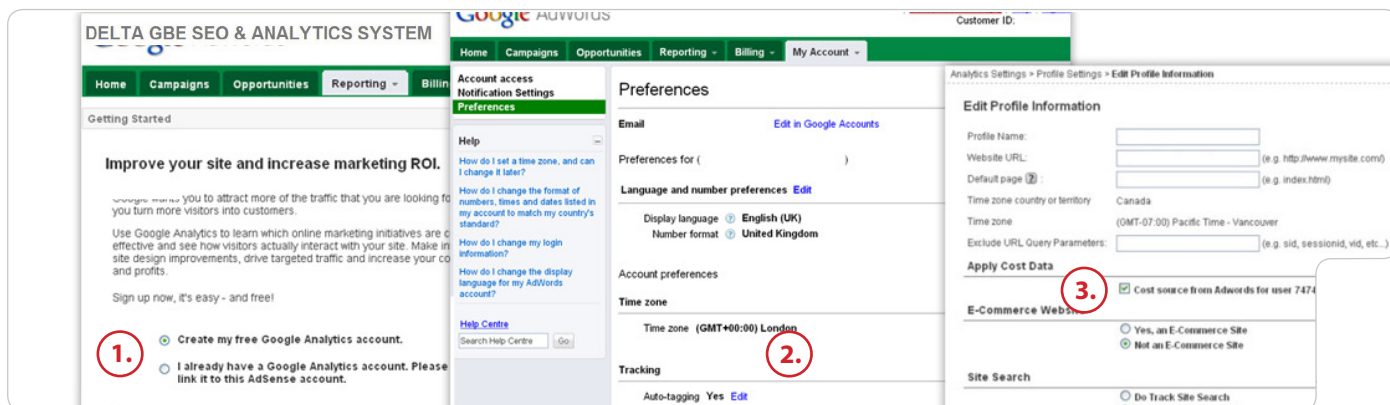 DELTA GBE SEO & ANALYTICS SYSTEM
Home Campaigns Opportunities Reporting
Getting Started
Improve your site and increase marketing ROI.
you to attract more of the traffic that you are looking
you turn more visitors into customers.
Use Google Analytics to learn which online marketing initiatives are
effective and see how visitors actually interact with your site. Make
site design improvements, drive targeted traffic and increase your
and profits.
Sign up now, it's easy - and free!
1.
Create my free Google Analytics account.
I already have a Google Analytics account. Please
link it to this AdSense account.
Google AdWords
Customer ID:
Home Campaigns Opportunities Reporting Billing My Account
Account access
Notification Settings
Preferences
Help
How do I set a time zone, and can
I change it later?
How do I change the format of
numbers, times and dates listed in
my account to match my country's
standard?
How do I change my login
information?
How do I change the display
language for my AdWords
account?
Help Centre
Search Help Centre Go
Preferences
Email Edit in Google Accounts
Preferences for ( )
Language and number preferences Edit
Display language ? English (UK)
Number format ? United Kingdom
Account preferences
Time zone
Time zone (GMT+00:00) London
2.
Tracking
Auto-tagging Yes Edit
Analytics Settings > Profile Settings > Edit Profile Information
Edit Profile Information
Profile Name:
Website URL: (e.g. http://www.mysite.com/)
Default page ? : (e.g. index.html)
Time zone country or territory Canada
Time zone (GMT-07:00) Pacific Time - Vancouver
Exclude URL Query Parameters: (e.g. sid, sessionid, vid, etc...)
Apply Cost Data
3.
Cost source from Adwords for user 7474
E-Commerce
Yes, an E-Commerce Site
Not an E-Commerce Site
Site Search
Do Track Site Search